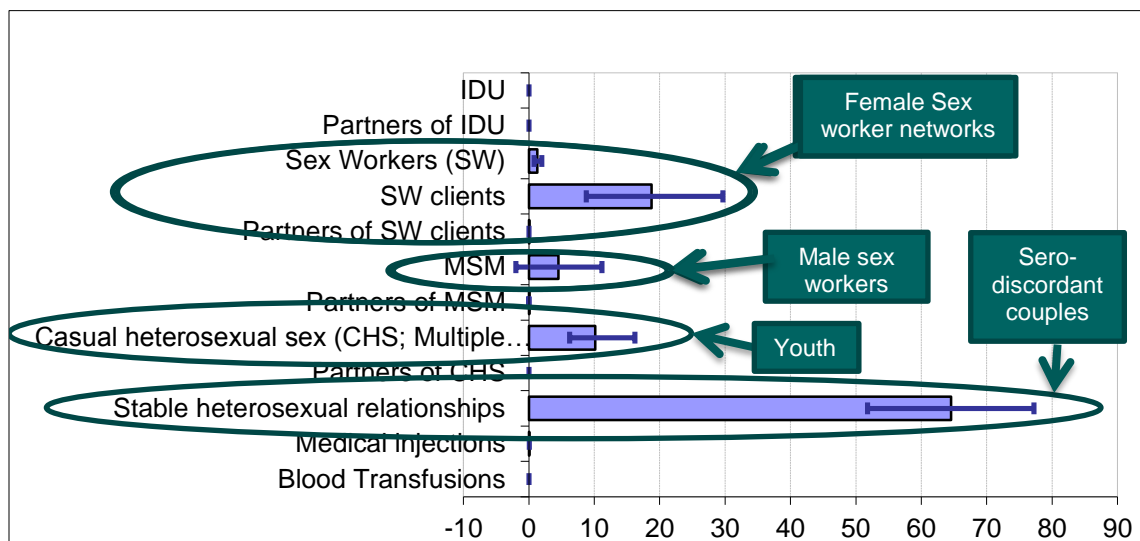 IDU
Partners of IDU
Sex Workers (SW)
SW clients
Partners of SW clients
MSM
Partners of MSM
Casual heterosexual sex (CHS; Multiple…
Partners of CHS
Stable heterosexual relationships
Medical Injections
Blood Transfusions
-10 0 10 20 30 40 50 60 70 80 90
Female Sex
worker networks
Male sex
workers
Sero-
discordant
couples
Youth